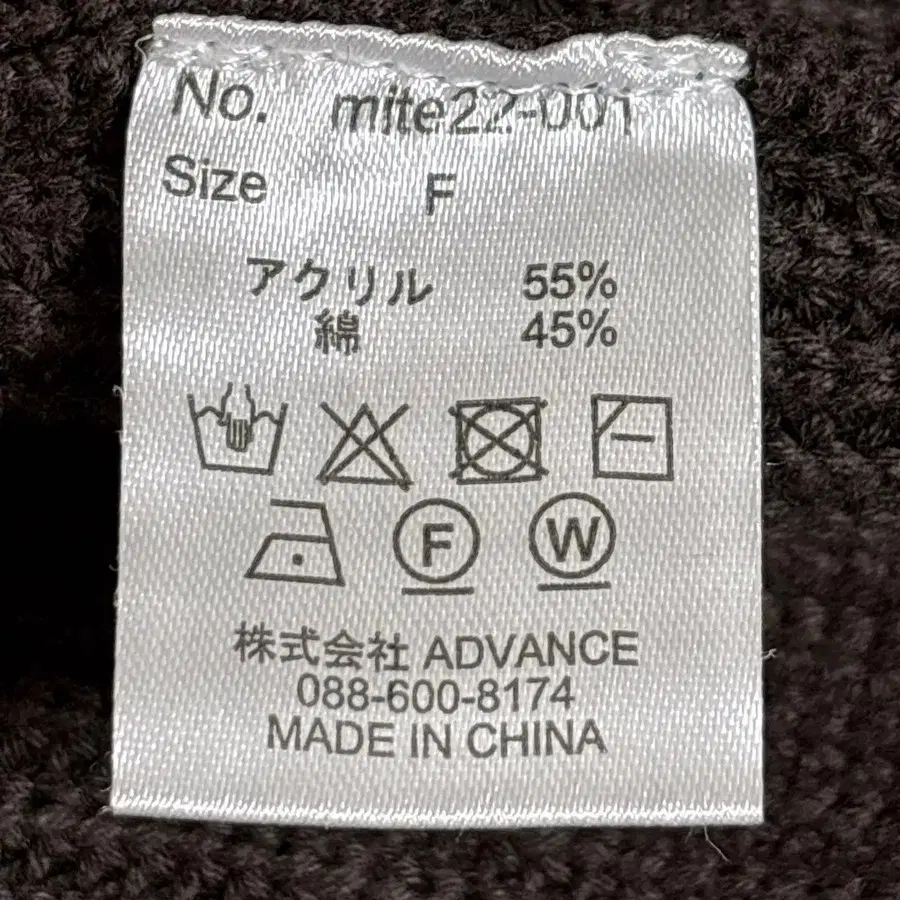 No. mite22-001
Size F
アクリル 55%
綿 45%
F W
株式会社 ADVANCE
088-600-8174
MADE IN CHINA